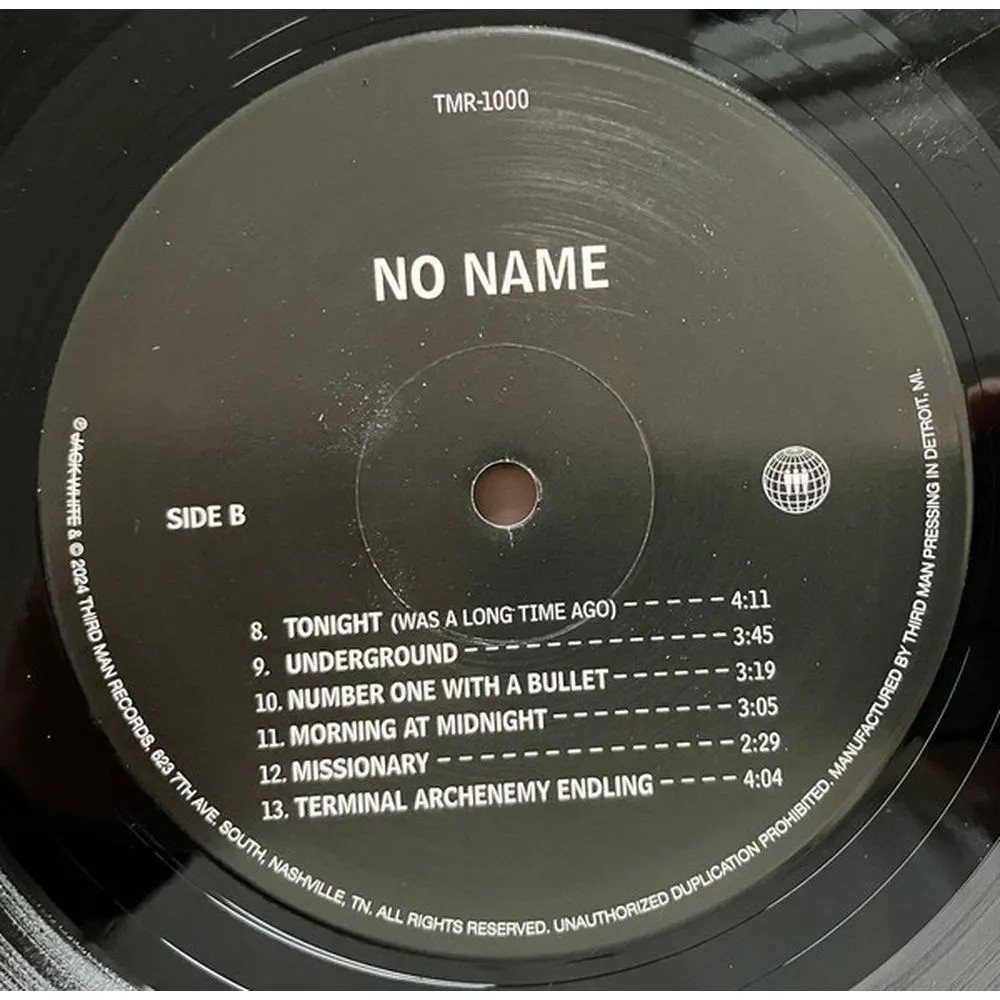 TMR-1000
NO NAME
SIDE B
8. TONIGHT (WAS A LONG TIME AGO) – – – – – 4:11
9. UNDERGROUND – – – – – – – – – – – – – 3:45
10. NUMBER ONE WITH A BULLET – – – – – – 3:19
11. MORNING AT MIDNIGHT – – – – – – – – – 3:05
12. MISSIONARY – – – – – – – – – – – – – – – 2:29
13. TERMINAL ARCHENEMY ENDLING – – – – 4:04
℗ JACK WHITE & © 2024 THIRD MAN RECORDS, 623 7TH AVE, SOUTH, NASHVILLE, TN. ALL RIGHTS RESERVED. UNAUTHORIZED DUPLICATION PROHIBITED. MANUFACTURED BY THIRD MAN PRESSING IN DETROIT, MI.